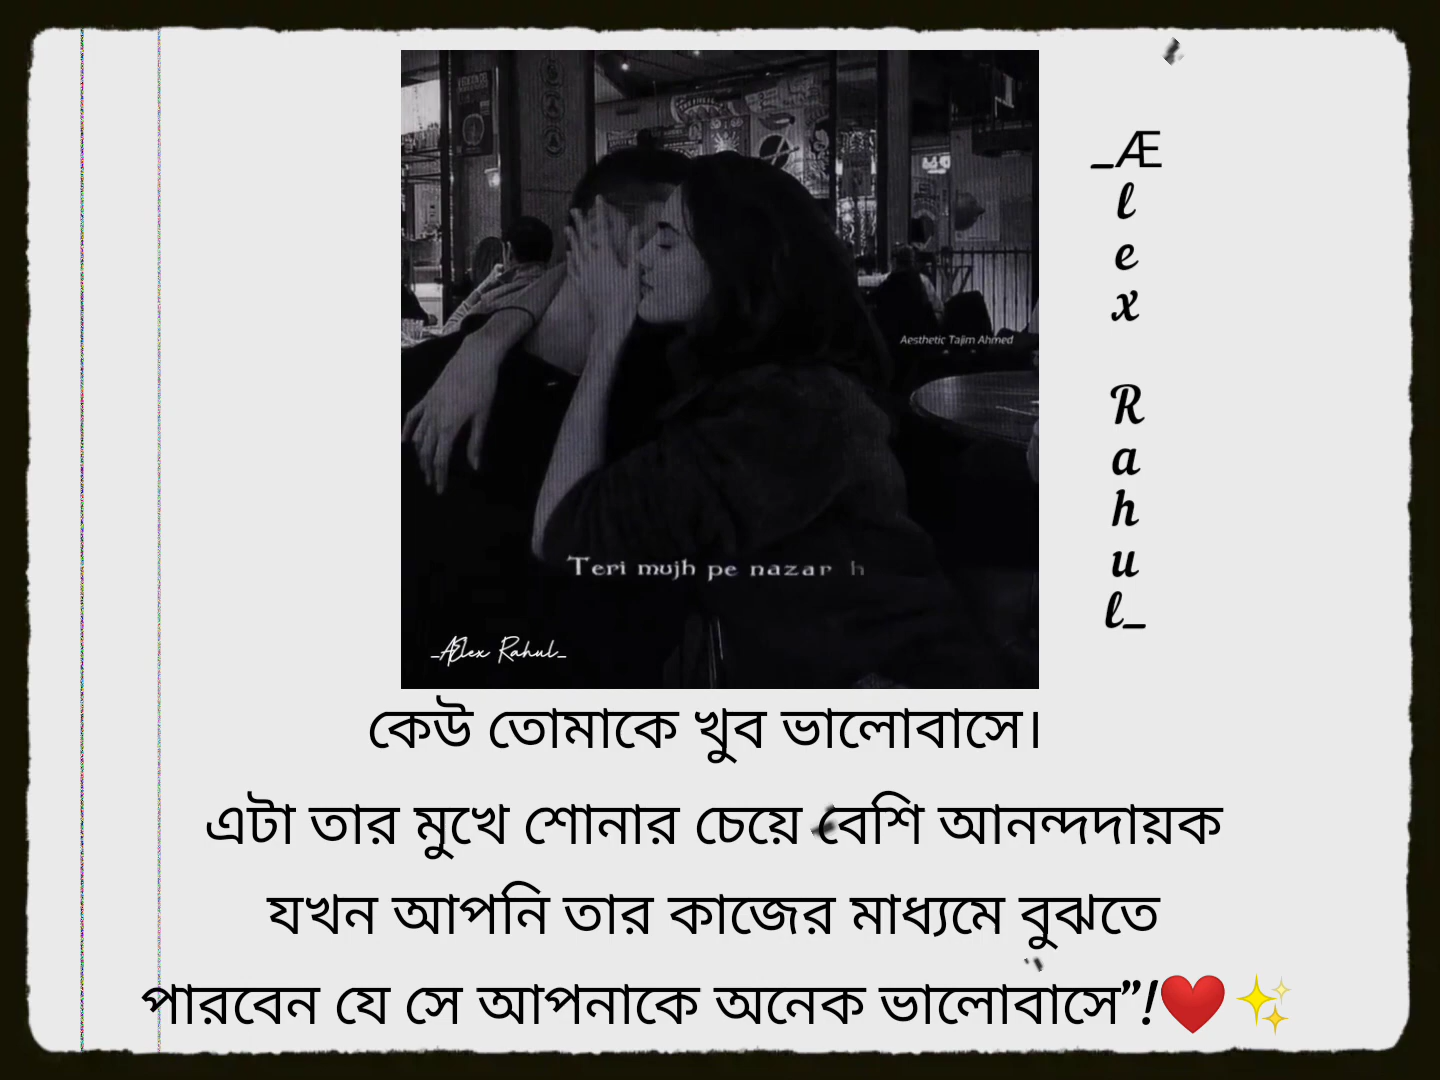 _Æ
l
e
x
R
a
h
u
l_
Aesthetic Tajim Ahmed
Teri mujh pe nazar h
_Ælex Rahul_
কেউ তোমাকে খুব ভালোবাসে।
এটা তার মুখে শোনার চেয়ে বেশি আনন্দদায়ক
যখন আপনি তার কাজের মাধ্যমে বুঝতে
পারবেন যে সে আপনাকে অনেক ভালোবাসে”!❤️✨